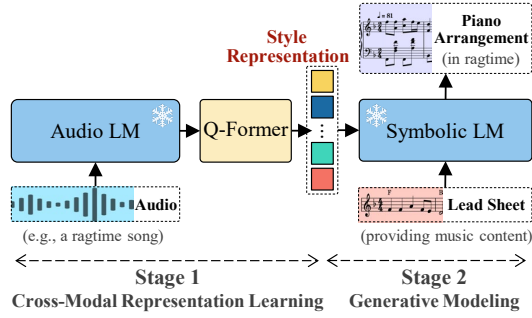 ♩ = 81
Piano
Arrangement
(in ragtime)
Style
Representation
Audio LM
Q-Former
Symbolic LM
Audio
F
B
Lead Sheet
(e.g., a ragtime song)
(providing music content)
Stage 1
Stage 2
Cross-Modal Representation Learning
Generative Modeling